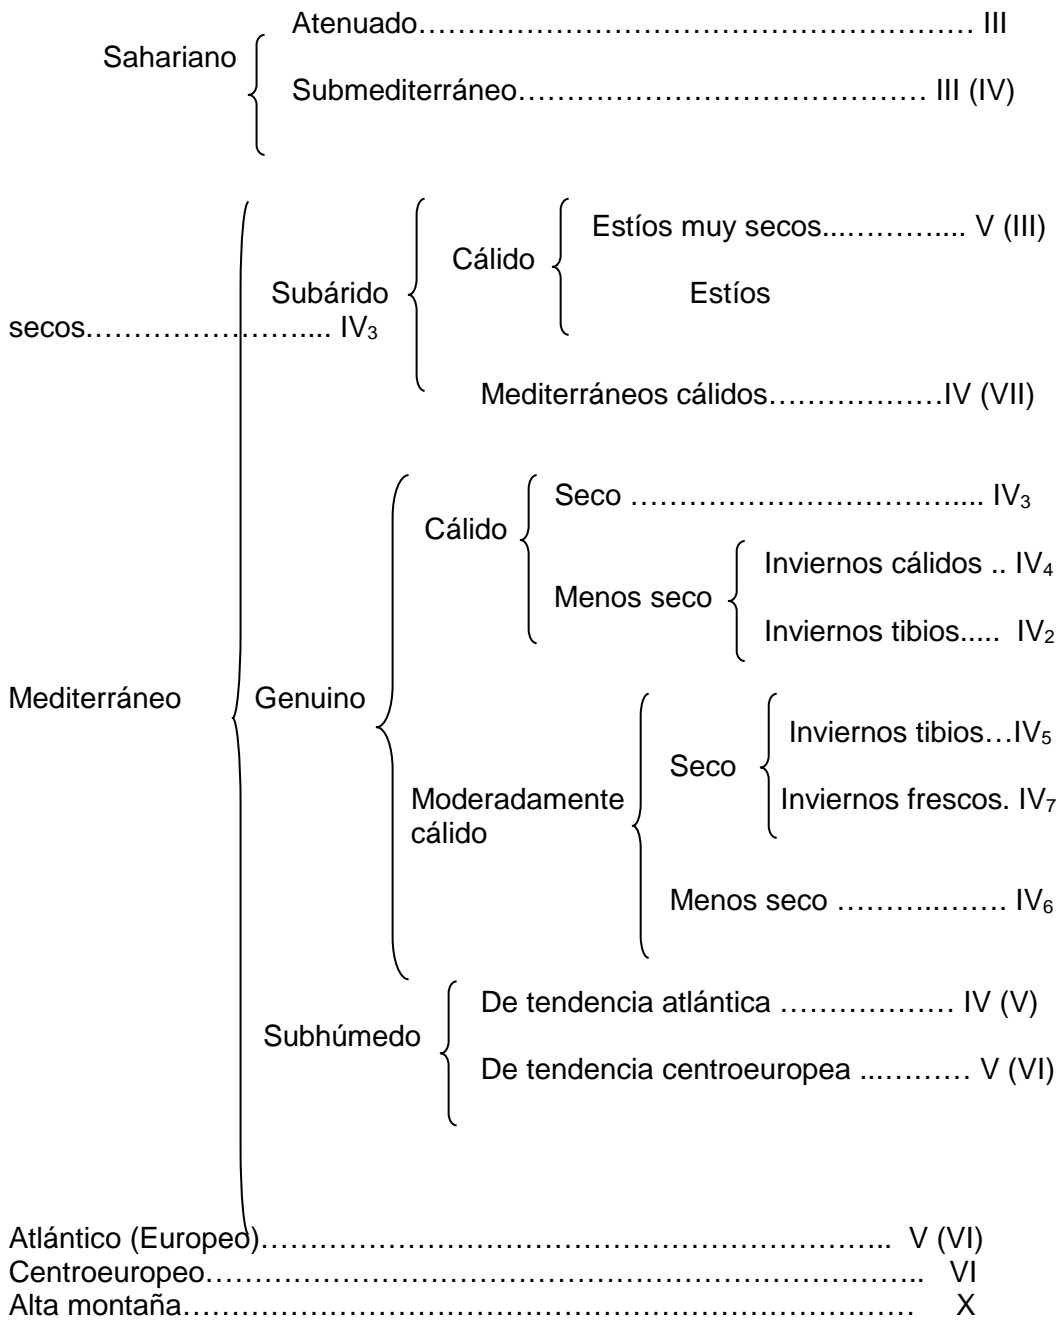 Atenuado……………………………………………… III
Sahariano
Submediterráneo………………………………… III (IV)
Estíos muy secos...……….... V (III)
Cálido
Subárido Estíos
secos…………………….... IV₃
Mediterráneos cálidos………………IV (VII)
Seco ………………………………….... IV₃
Cálido
Inviernos cálidos .. IV₄
Menos seco
Inviernos tibios..... IV₂
Mediterráneo Genuino
Inviernos tibios…IV₅
Seco
Moderadamente Inviernos frescos. IV₇
cálido
Menos seco ………..……. IV₆
De tendencia atlántica ……………… IV (V)
Subhúmedo
De tendencia centroeuropea ...……… V (VI)
Atlántico (Europeo)…………………………………………………….. V (VI)
Centroeuropeo…………………………………………………………….. VI
Alta montaña……………………………………………………………… X